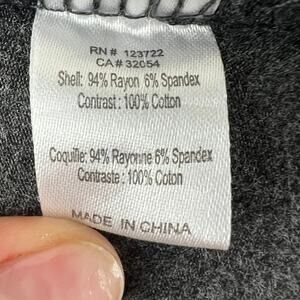 RN# 123722
CA# 32054
Shell: 94% Rayon 6% Spandex
Contrast: 100% Cotton
Coquille: 94% Rayonne 6% Spandex
Contraste: 100% Coton
MADE IN CHINA